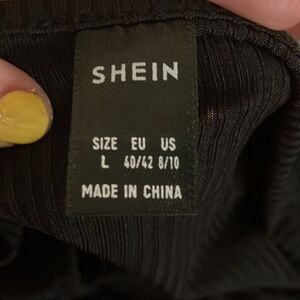 SHEIN
SIZE EU US
L 40/42 8/10
MADE IN CHINA